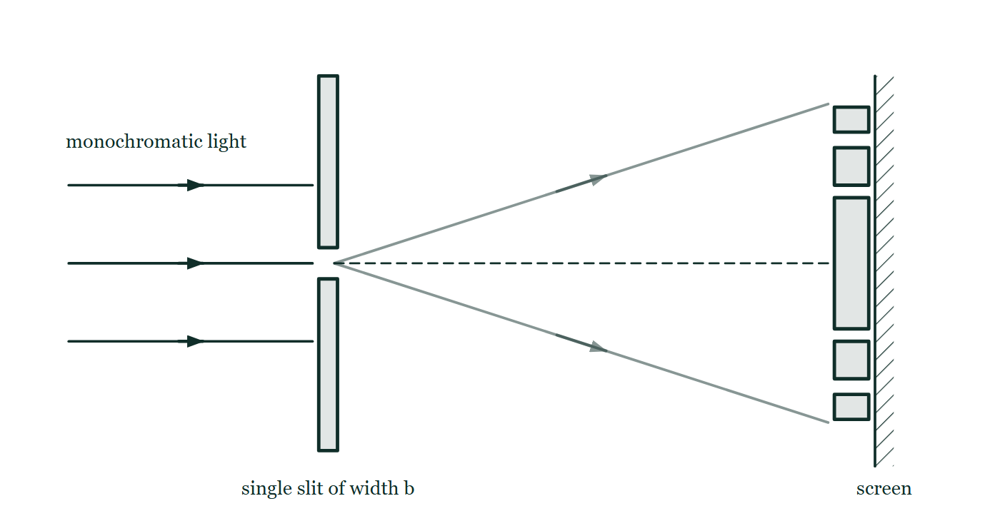 monochromatic light
single slit of width b
screen